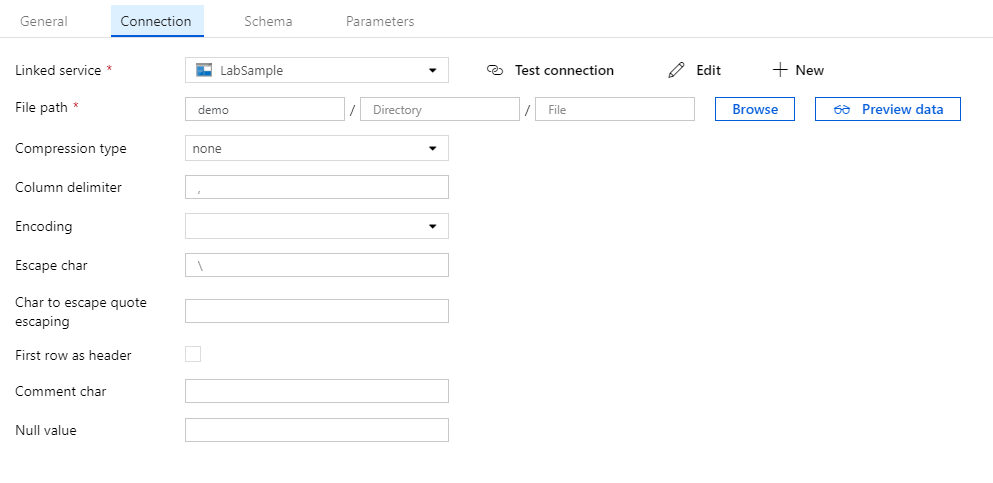 General Connection Schema Parameters
Linked service * LabSample Test connection Edit New
File path * demo / Directory / File Browse Preview data
Compression type none
Column delimiter ,
Encoding
Escape char \
Char to escape quote
escaping
First row as header
Comment char
Null value